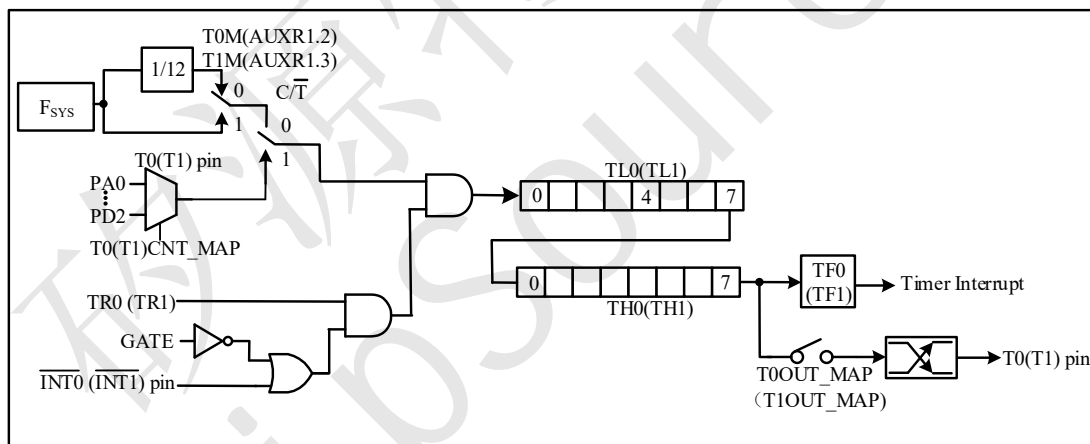 T0M(AUXR1.2)
T1M(AUXR1.3)
1/12
0
C/T̅
FSYS
1
0
1
T0(T1) pin
PA0
PD2
T0(T1)CNT_MAP
TL0(TL1)
0 4 7
0 7
TH0(TH1)
TF0
(TF1)
Timer Interrupt
TR0 (TR1)
GATE
I̅N̅T̅0̅ (I̅N̅T̅1̅) pin
T0OUT_MAP
（T1OUT_MAP)
T0(T1) pin